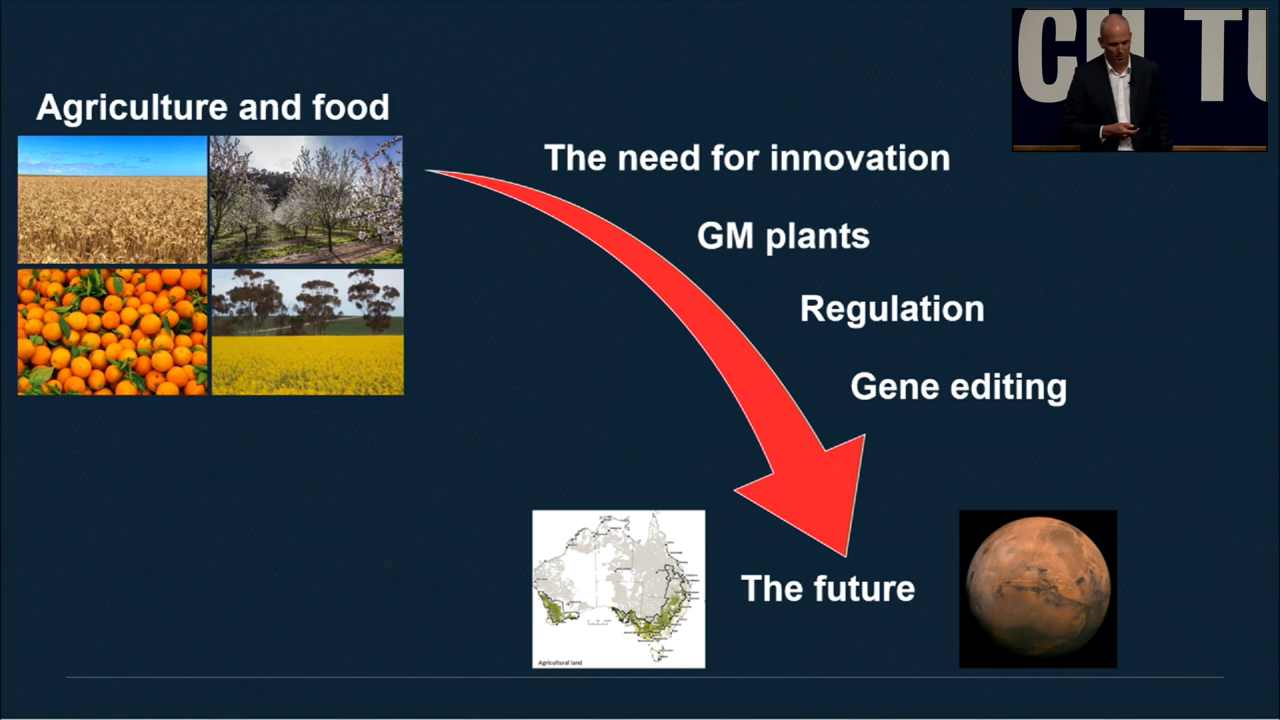 Agriculture and food
The need for innovation
GM plants
Regulation
Gene editing
The future
Agricultural land